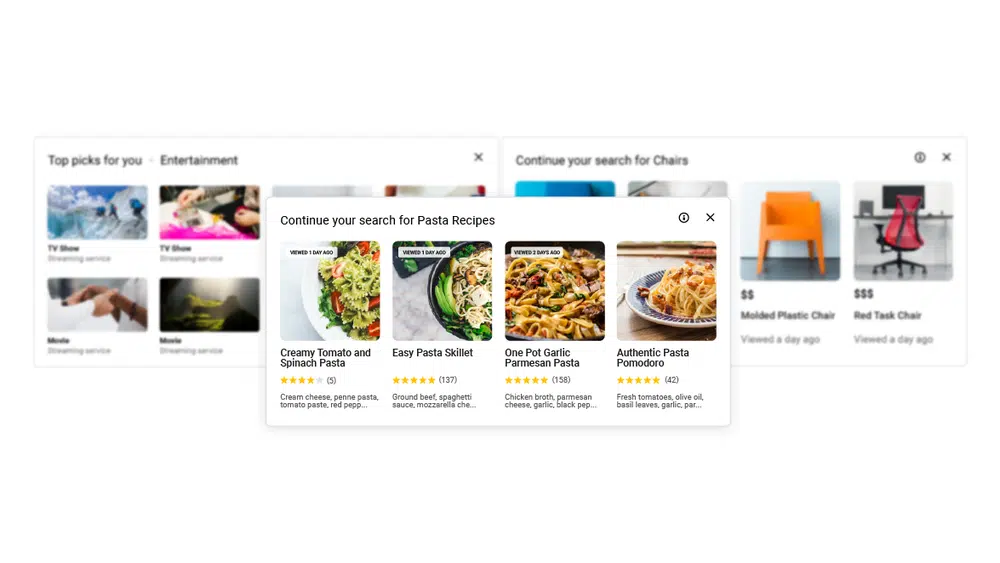 Top picks for you - Entertainment
TV Show
Streaming service
TV Show
Streaming service
Movie
Streaming service
Movie
Streaming service
Continue your search for Chairs
$$
Molded Plastic Chair
Viewed a day ago
$$$
Red Task Chair
Viewed a day ago
Continue your search for Pasta Recipes
VIEWED 1 DAY AGO
Creamy Tomato and
Spinach Pasta
(5)
Cream cheese, penne pasta,
tomato paste, red pepp...
VIEWED 1 DAY AGO
Easy Pasta Skillet
(137)
Ground beef, spaghetti
sauce, mozzarella che...
VIEWED 2 DAYS AGO
One Pot Garlic
Parmesan Pasta
(158)
Chicken broth, parmesan
cheese, garlic, black pep...
Authentic Pasta
Pomodoro
(42)
Fresh tomatoes, olive oil,
basil leaves, garlic, par...